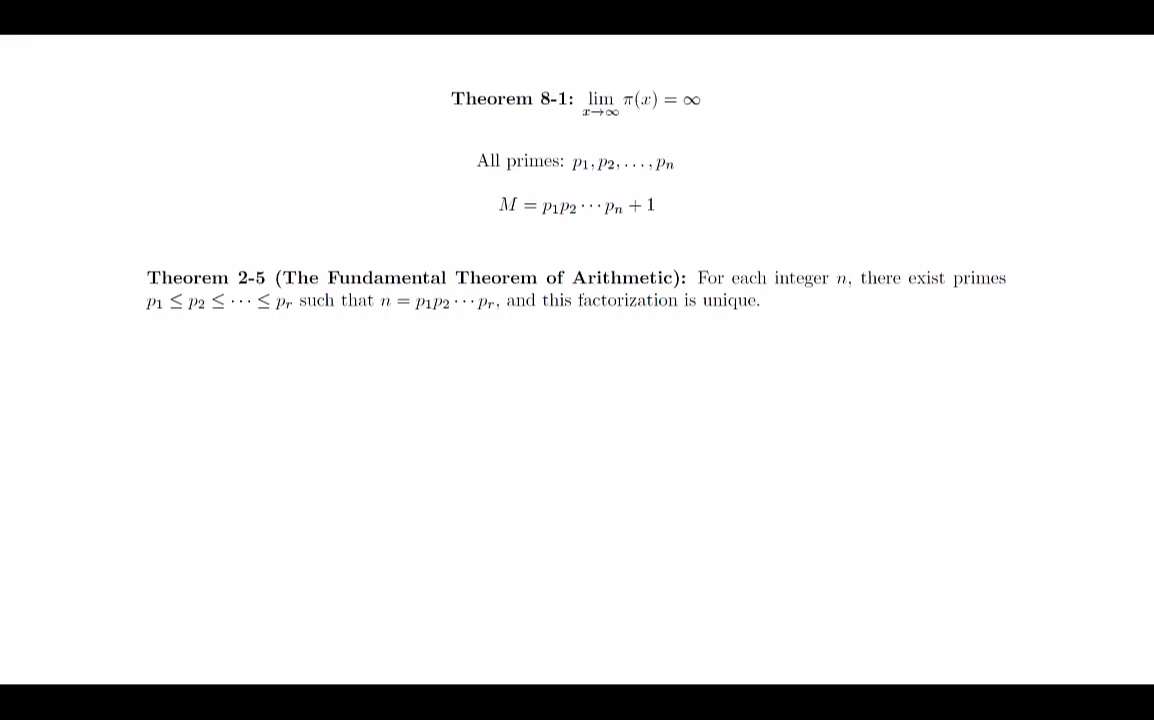 Theorem 8-1: lim π(x) = ∞
x→∞
All primes: p₁, p₂, …, pₙ
M = p₁p₂ ⋯ pₙ + 1
Theorem 2-5 (The Fundamental Theorem of Arithmetic): For each integer n, there exist primes
p₁ ≤ p₂ ≤ ⋯ ≤ pᵣ such that n = p₁p₂ ⋯ pᵣ, and this factorization is unique.